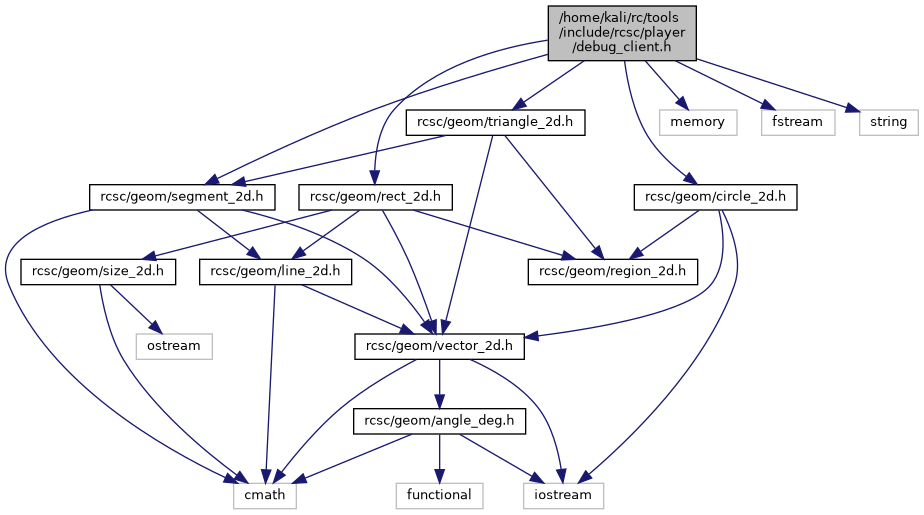 /home/kali/rc/tools
/include/rcsc/player
/debug_client.h
rcsc/geom/triangle_2d.h
memory
fstream
string
rcsc/geom/segment_2d.h
rcsc/geom/rect_2d.h
rcsc/geom/circle_2d.h
rcsc/geom/size_2d.h
rcsc/geom/line_2d.h
rcsc/geom/region_2d.h
ostream
rcsc/geom/vector_2d.h
rcsc/geom/angle_deg.h
cmath
functional
iostream